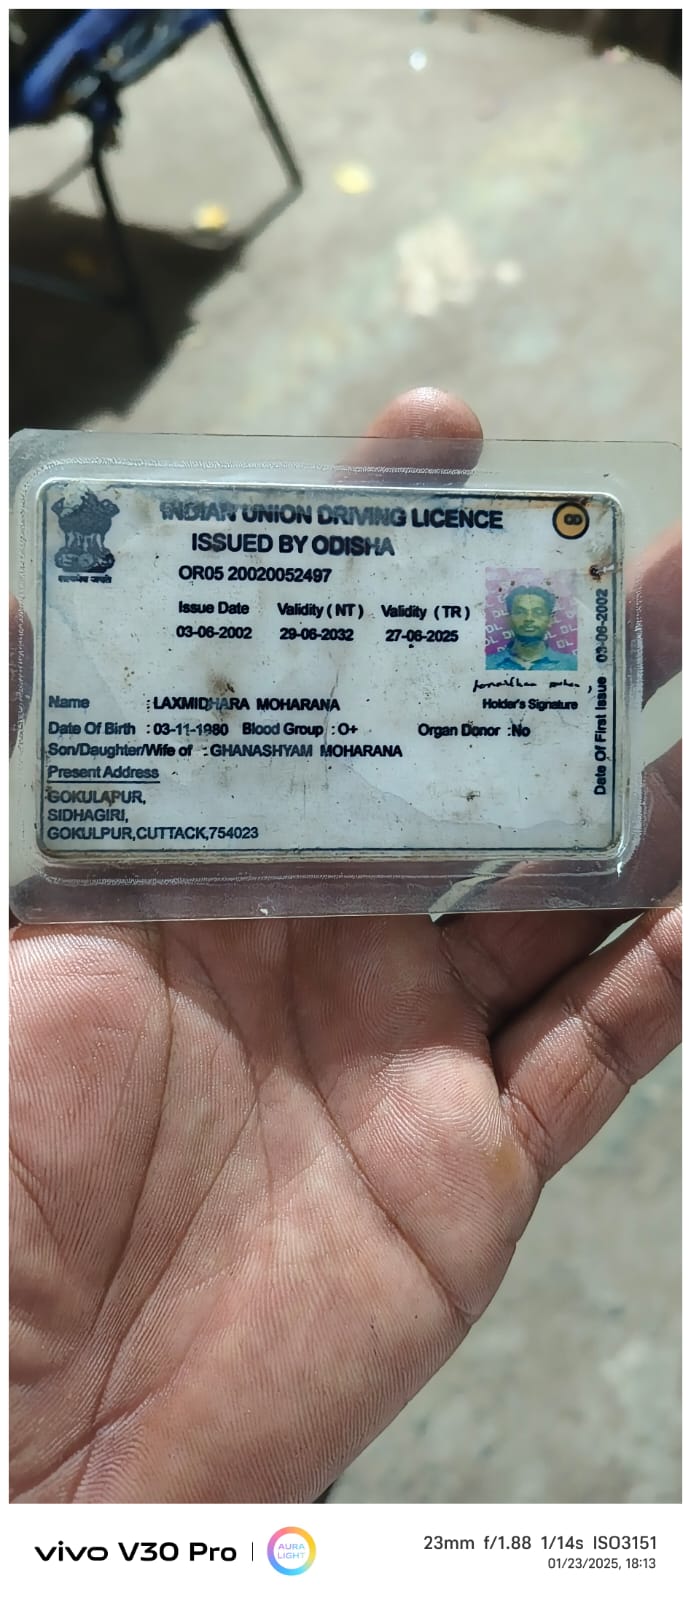 INDIAN UNION DRIVING LICENCE
ISSUED BY ODISHA
OR05 20020052497
Issue Date Validity ( NT ) Validity ( TR )
03-06-2002 29-06-2032 27-06-2025
सत्यमेव जयते
Holder's Signature
Date Of First Issue 03-06-2002
Name : LAXMIDHARA MOHARANA
Date Of Birth : 03-11-1980 Blood Group : O+ Organ Donor :No
Son/Daughter/Wife of : GHANASHYAM MOHARANA
Present Address
GOKULAPUR,
SIDHAGIRI,
GOKULPUR,CUTTACK,754023
vivo V30 Pro | AURA LIGHT
23mm f/1.88 1/14s ISO3151
01/23/2025, 18:13